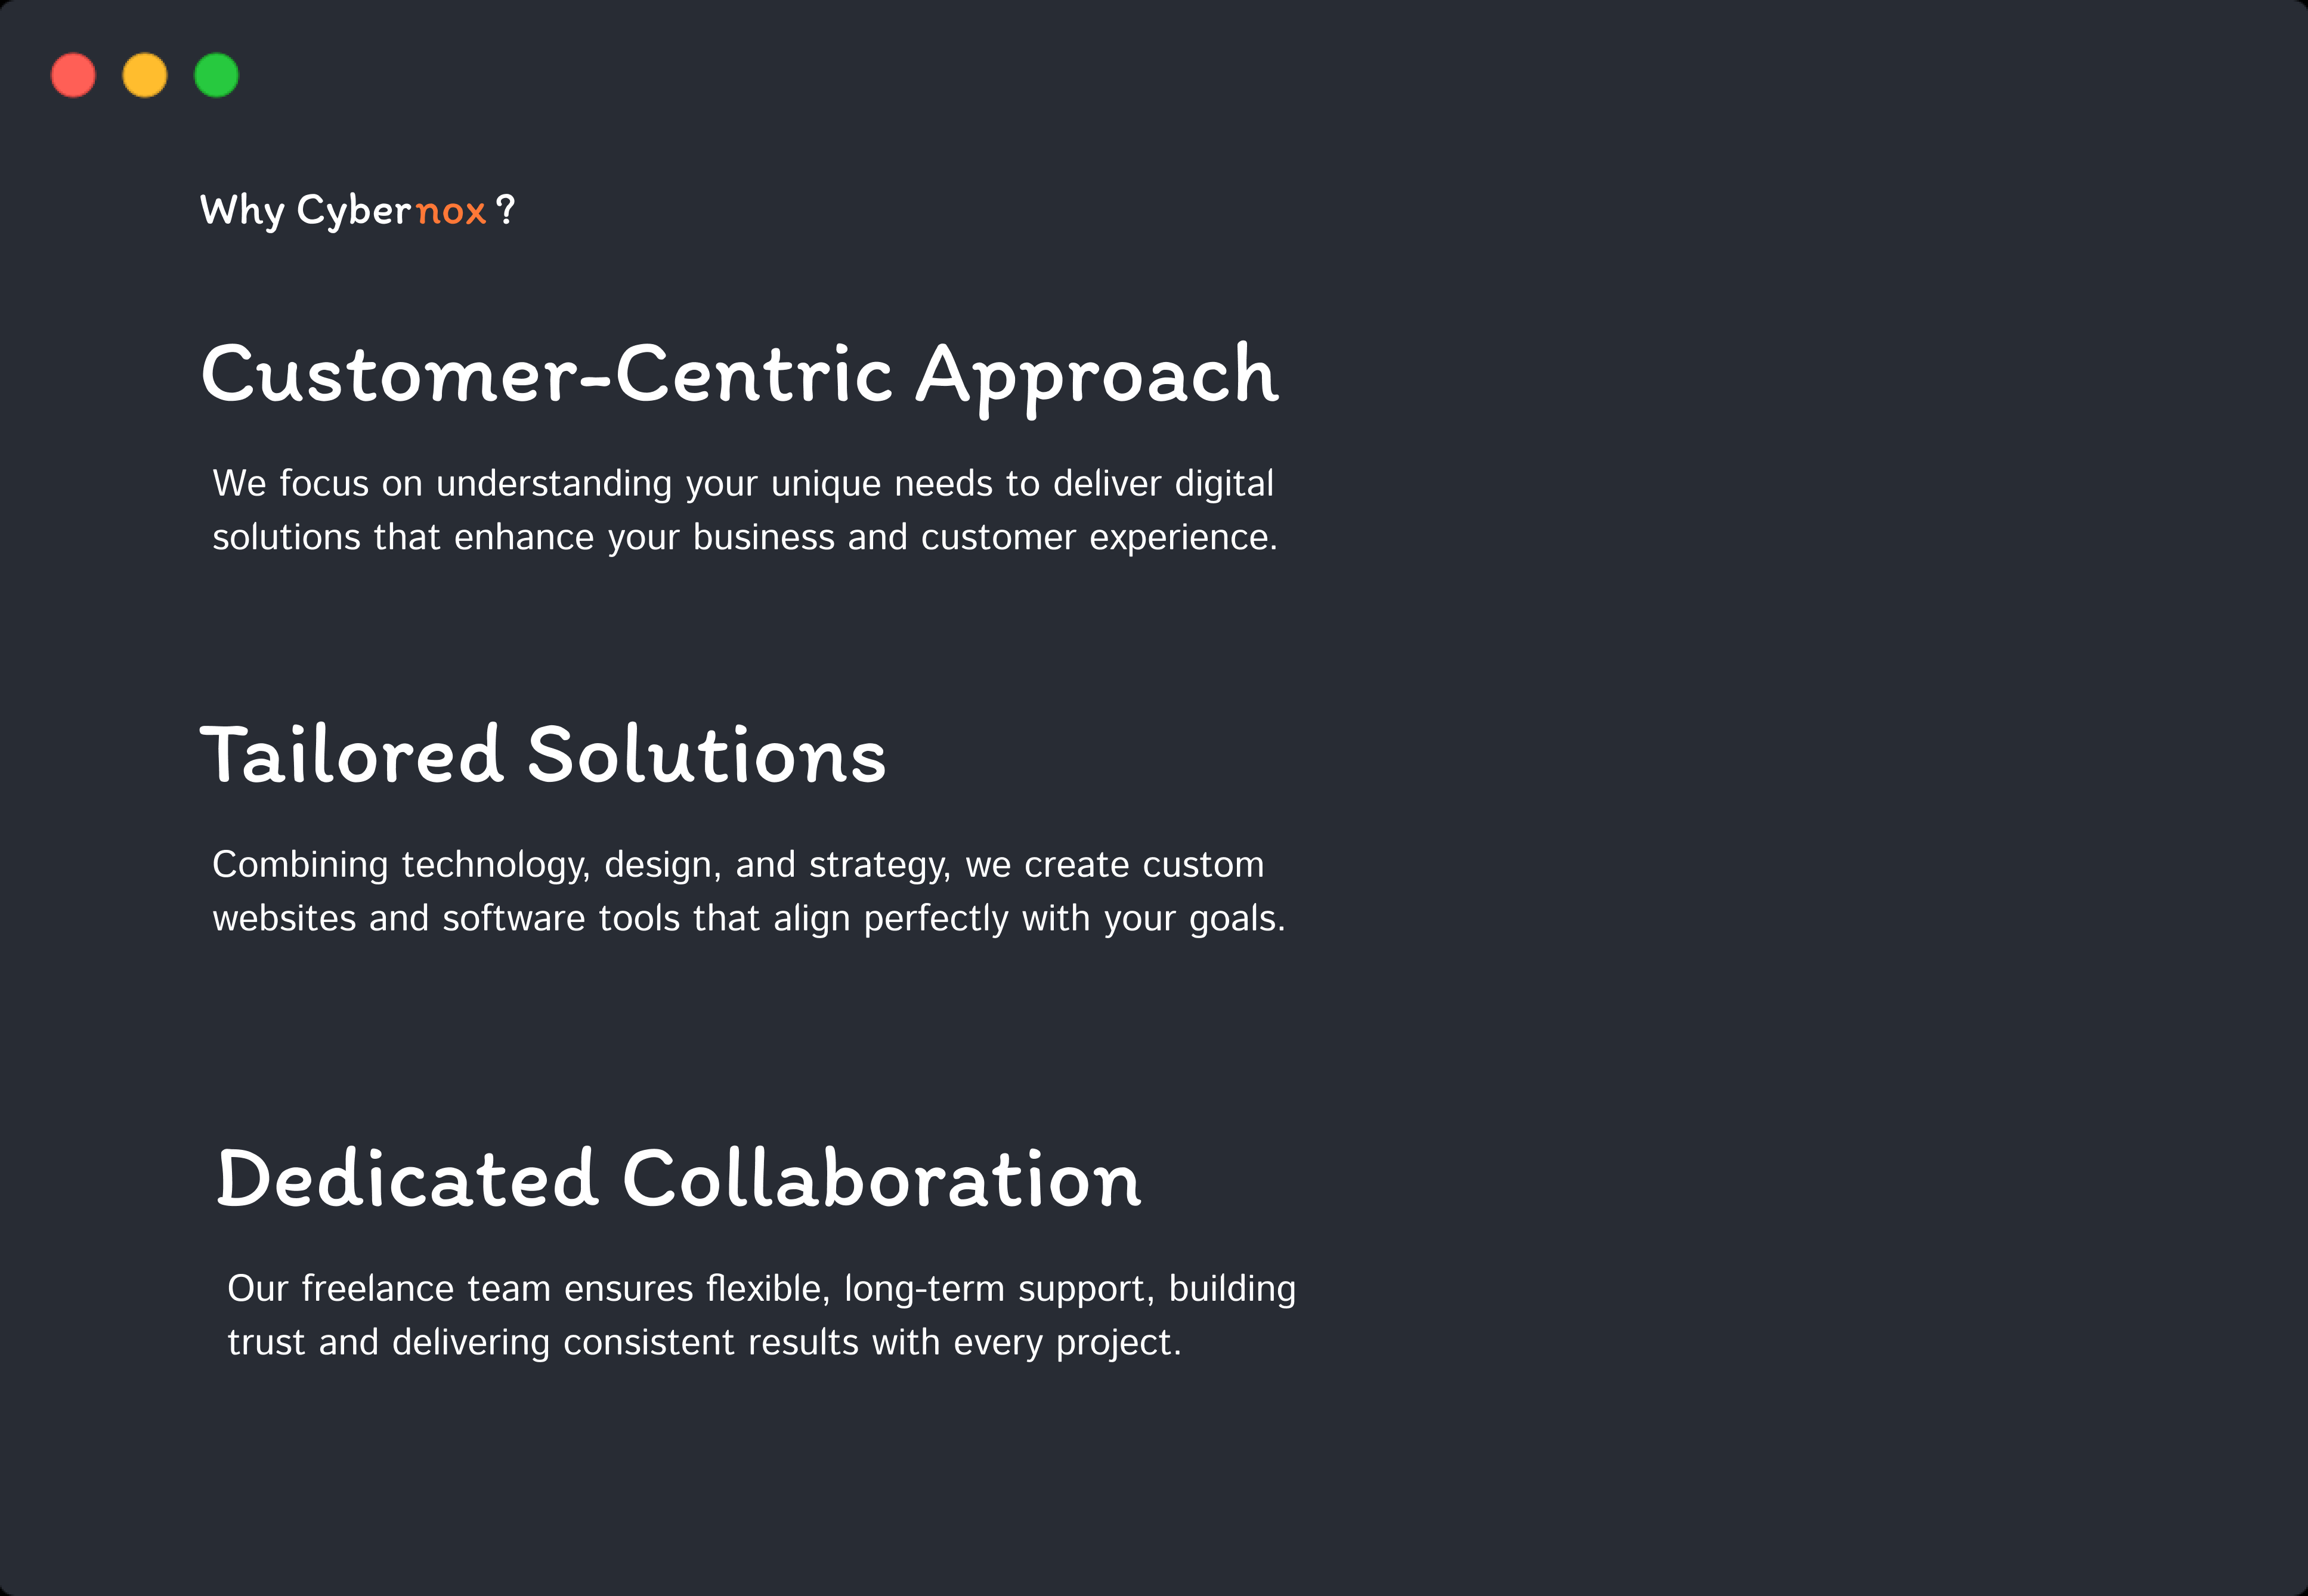 Why Cybernox ?
Customer-Centric Approach
We focus on understanding your unique needs to deliver digital
solutions that enhance your business and customer experience.
Tailored Solutions
Combining technology, design, and strategy, we create custom
websites and software tools that align perfectly with your goals.
Dedicated Collaboration
Our freelance team ensures flexible, long-term support, building
trust and delivering consistent results with every project.